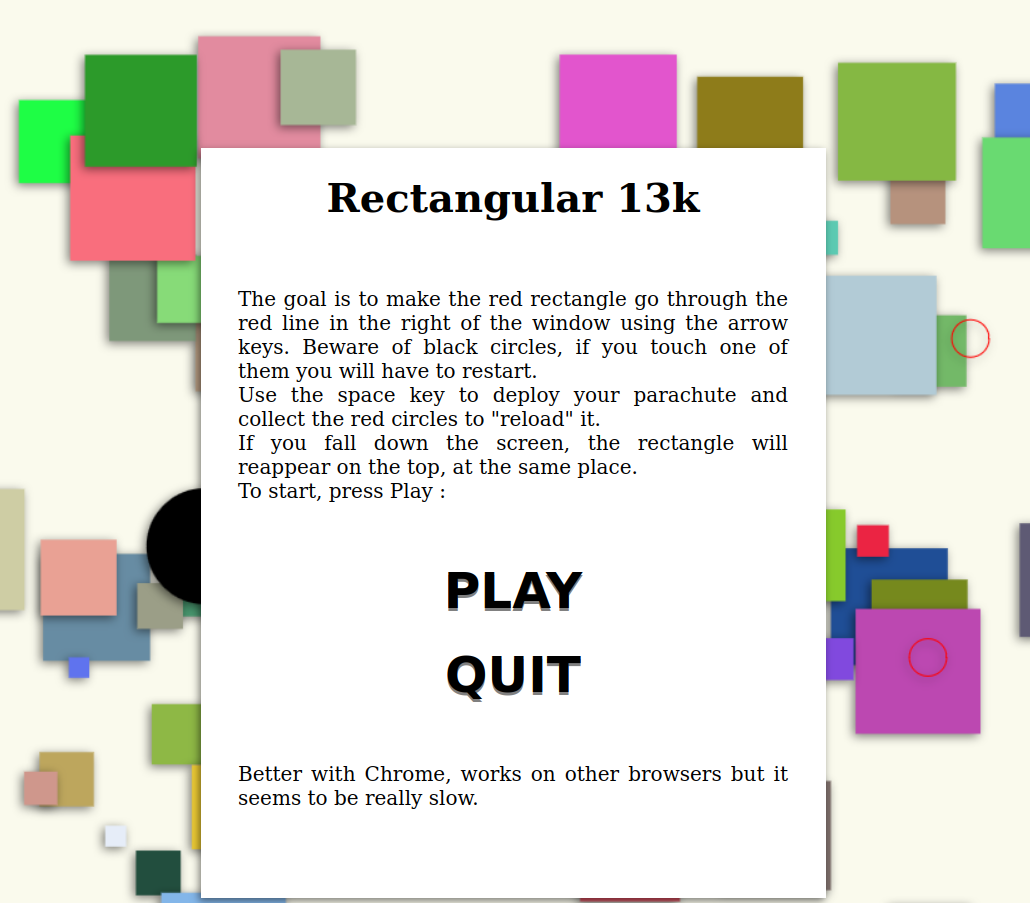 Rectangular 13k
The goal is to make the red rectangle go through the
red line in the right of the window using the arrow
keys. Beware of black circles, if you touch one of
them you will have to restart.
Use the space key to deploy your parachute and
collect the red circles to "reload" it.
If you fall down the screen, the rectangle will
reappear on the top, at the same place.
To start, press Play :
PLAY
QUIT
Better with Chrome, works on other browsers but it
seems to be really slow.